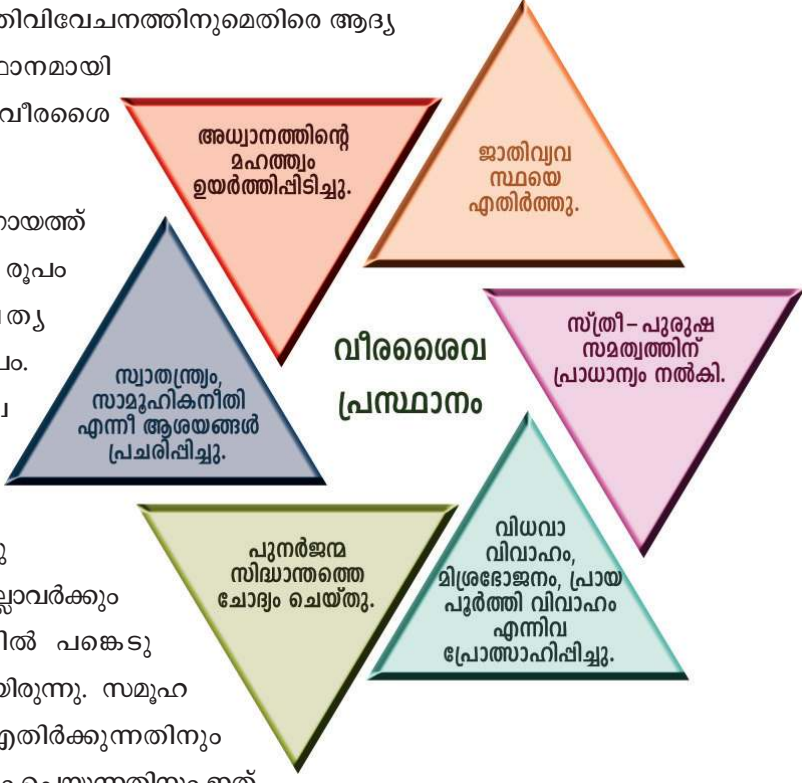 തിവിവേചനത്തിനുമെതിരെ ആദ്യ
ഥാനമായി
വീരശൈ
നായത്ത്
രൂപം
ത്യ
പം.
ല്ലാവർക്കും
ിൽ പങ്കെടു
യിരുന്നു. സമൂഹ
എതിർക്കുന്നതിനും
അധ്വാനത്തിന്റെ
മഹത്ത്വം
ഉയർത്തിപ്പിടിച്ചു.
ജാതിവ്യവ
സ്ഥയെ
എതിർത്തു.
സ്വാതന്ത്ര്യം,
സാമൂഹികനീതി
എന്നീ ആശയങ്ങൾ
പ്രചരിപ്പിച്ചു.
വീരശൈവ
പ്രസ്ഥാനം
സ്ത്രീ-പുരുഷ
സമത്വത്തിന്
പ്രാധാന്യം നൽകി.
പുനർജന്മ
സിദ്ധാന്തത്തെ
ചോദ്യം ചെയ്തു.
വിധവാ
വിവാഹം,
മിശ്രഭോജനം, പ്രായ
പൂർത്തി വിവാഹം
എന്നിവ
പ്രോത്സാഹിപ്പിച്ചു.